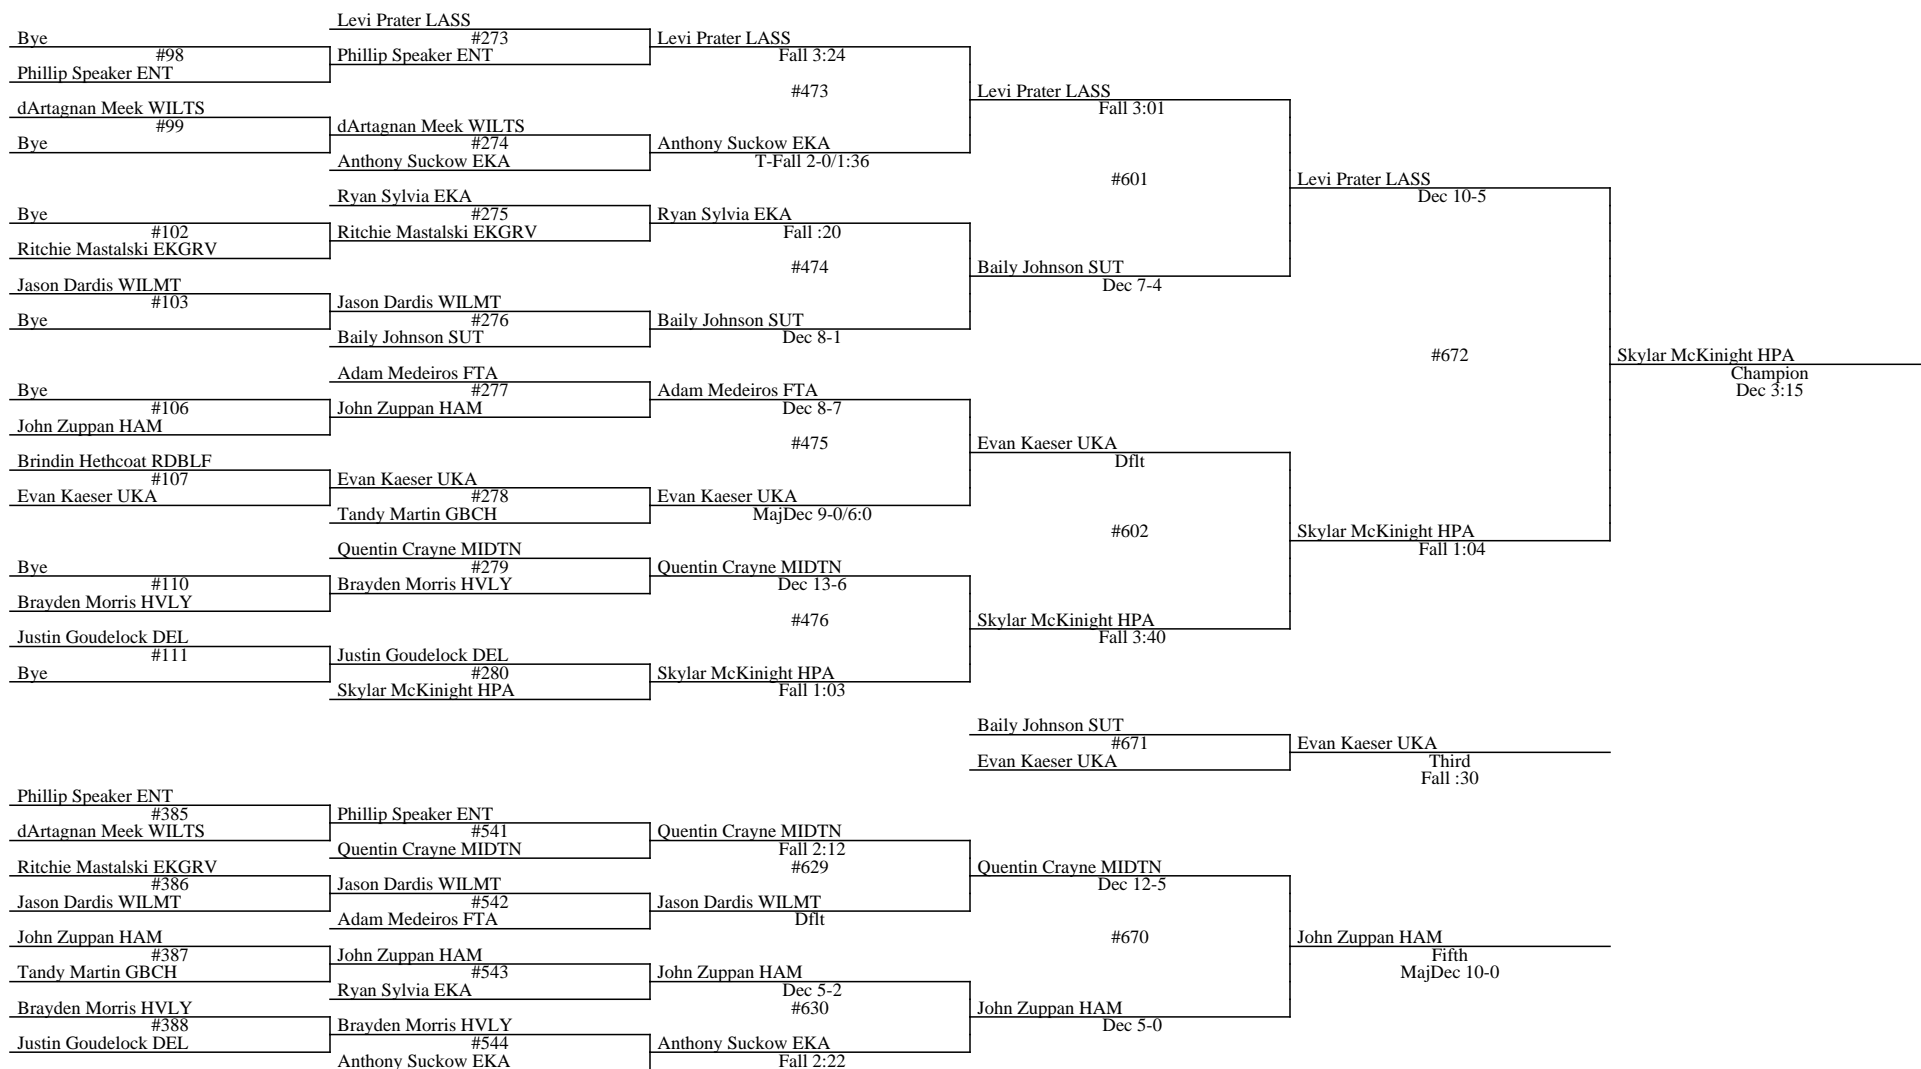 Levi Prater LASS
Bye #273 Levi Prater LASS
#98 Phillip Speaker ENT Fall 3:24
Phillip Speaker ENT
#473 Levi Prater LASS
dArtagnan Meek WILTS Fall 3:01
#99 dArtagnan Meek WILTS
Bye #274 Anthony Suckow EKA
Anthony Suckow EKA T-Fall 2-0/1:36
#601 Levi Prater LASS
Ryan Sylvia EKA Dec 10-5
Bye #275 Ryan Sylvia EKA
#102 Ritchie Mastalski EKGRV Fall :20
Ritchie Mastalski EKGRV
#474 Baily Johnson SUT
Jason Dardis WILMT Dec 7-4
#103 Jason Dardis WILMT
Bye #276 Baily Johnson SUT
Baily Johnson SUT Dec 8-1
#672 Skylar McKinight HPA
Adam Medeiros FTA Champion
Bye #277 Adam Medeiros FTA Dec 3:15
#106 John Zuppan HAM Dec 8-7
John Zuppan HAM
#475 Evan Kaeser UKA
Brindin Hethcoat RDBLF Dflt
#107 Evan Kaeser UKA
Evan Kaeser UKA #278 Evan Kaeser UKA
Tandy Martin GBCH MajDec 9-0/6:0
#602 Skylar McKinight HPA
Quentin Crayne MIDTN Fall 1:04
Bye #279 Quentin Crayne MIDTN
#110 Brayden Morris HVLY Dec 13-6
Brayden Morris HVLY
#476 Skylar McKinight HPA
Justin Goudelock DEL Fall 3:40
#111 Justin Goudelock DEL
Bye #280 Skylar McKinight HPA
Skylar McKinight HPA Fall 1:03
Baily Johnson SUT
#671 Evan Kaeser UKA
Evan Kaeser UKA Third
Fall :30
Phillip Speaker ENT
#385 Phillip Speaker ENT
dArtagnan Meek WILTS #541 Quentin Crayne MIDTN
Quentin Crayne MIDTN Fall 2:12
Ritchie Mastalski EKGRV #629 Quentin Crayne MIDTN
#386 Jason Dardis WILMT Dec 12-5
Jason Dardis WILMT #542 Jason Dardis WILMT
Adam Medeiros FTA Dflt
John Zuppan HAM #670 John Zuppan HAM
#387 John Zuppan HAM Fifth
Tandy Martin GBCH #543 John Zuppan HAM MajDec 10-0
Ryan Sylvia EKA Dec 5-2
Brayden Morris HVLY #630 John Zuppan HAM
#388 Brayden Morris HVLY Dec 5-0
Justin Goudelock DEL #544 Anthony Suckow EKA
Anthony Suckow EKA Fall 2:22